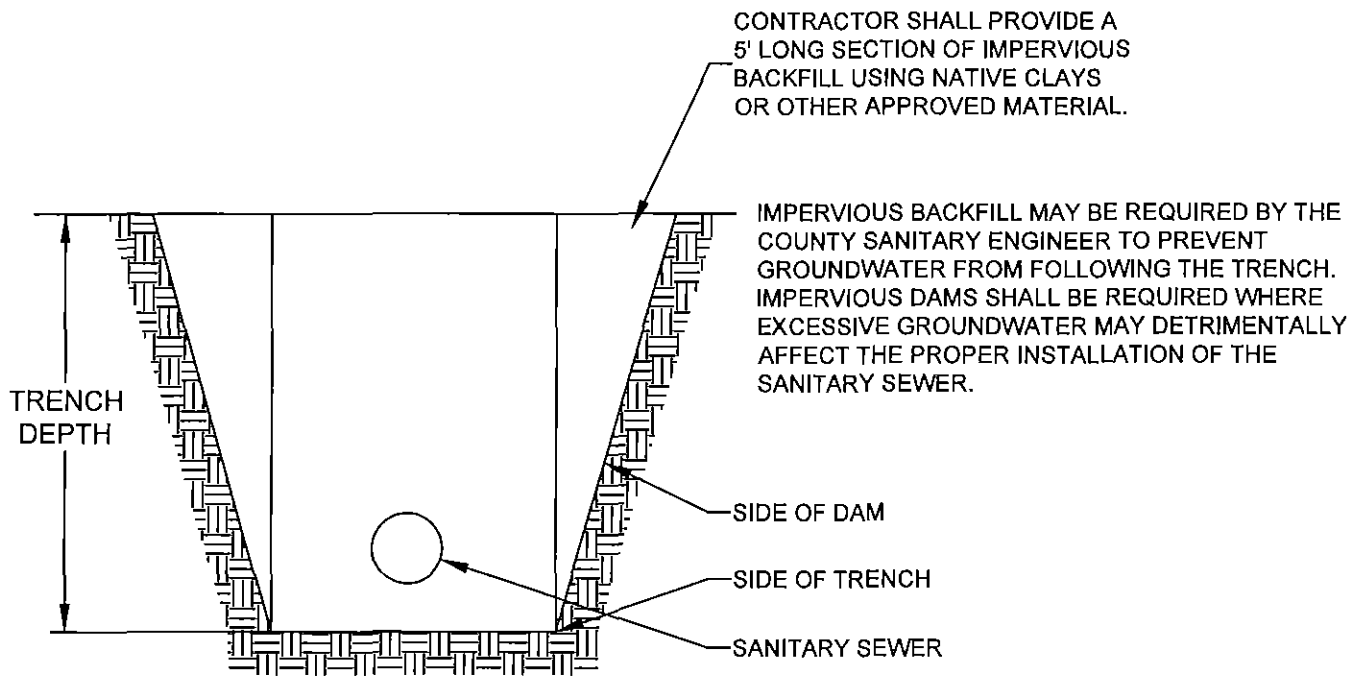 CONTRACTOR SHALL PROVIDE A
5' LONG SECTION OF IMPERVIOUS
BACKFILL USING NATIVE CLAYS
OR OTHER APPROVED MATERIAL.
IMPERVIOUS BACKFILL MAY BE REQUIRED BY THE
COUNTY SANITARY ENGINEER TO PREVENT
GROUNDWATER FROM FOLLOWING THE TRENCH.
IMPERVIOUS DAMS SHALL BE REQUIRED WHERE
EXCESSIVE GROUNDWATER MAY DETRIMENTALLY
AFFECT THE PROPER INSTALLATION OF THE
SANITARY SEWER.
TRENCH
DEPTH
SIDE OF DAM
SIDE OF TRENCH
SANITARY SEWER